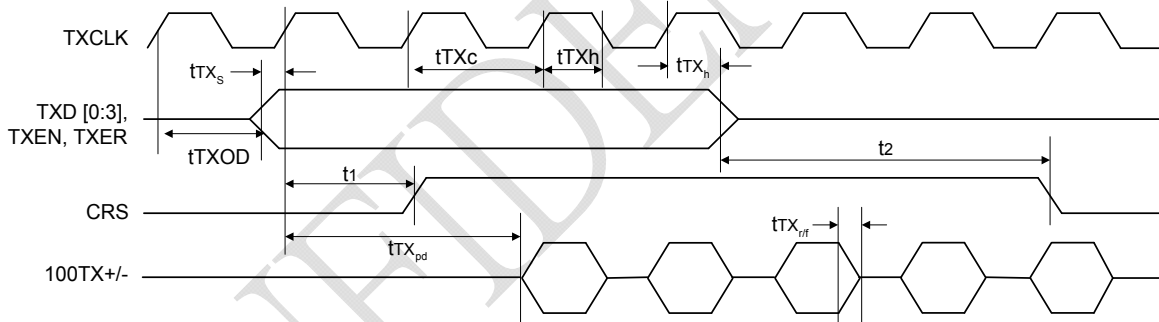 TXCLK
tTXc
tTXh
tTXS
tTXh
TXD [0:3],
TXEN, TXER
tTXOD
t1
t2
CRS
tTXpd
tTXr/f
100TX+/-